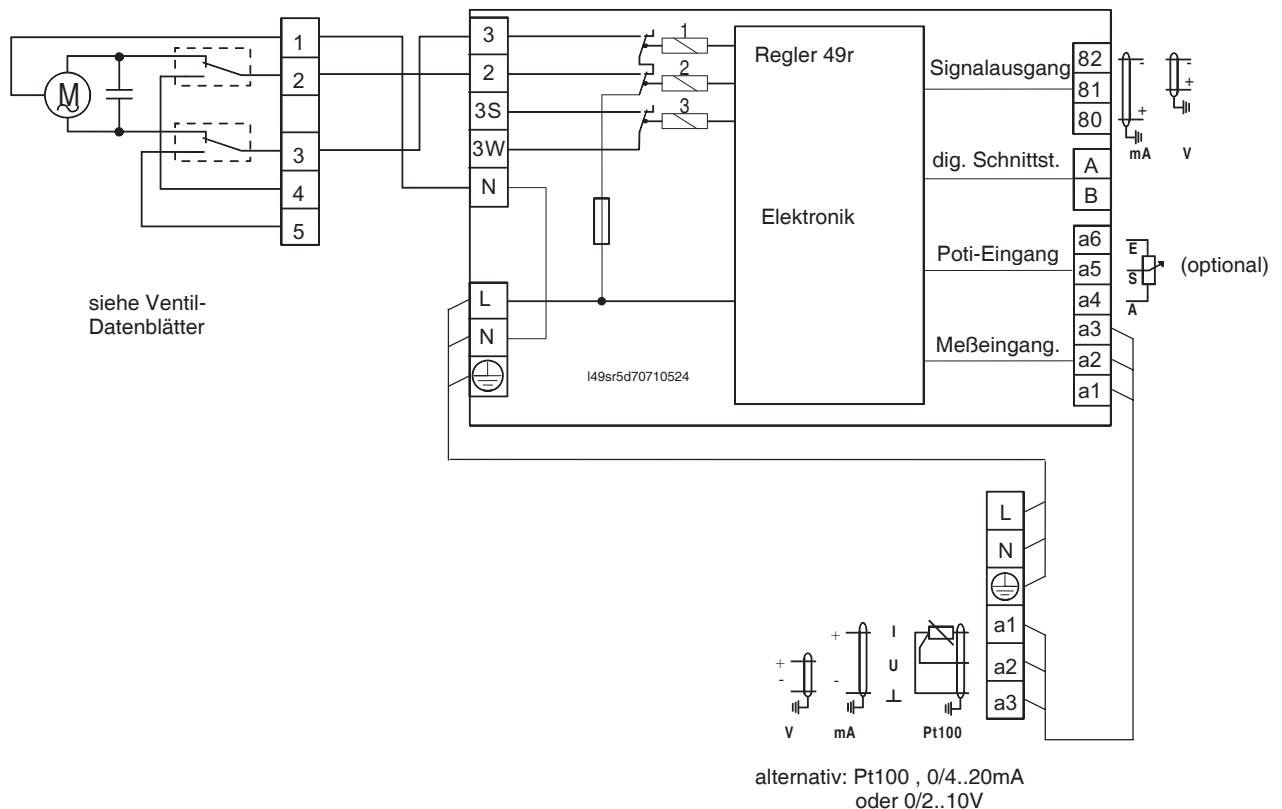 1
2
3
4
5
M
siehe Ventil-
Datenblätter
3
2
3S
3W
N
L
N
1
2
3
Regler 49r
Elektronik
l49sr5d70710524
Signalausgang
dig. Schnittst.
Poti-Eingang
Meßeingang.
82
81
80
A
B
a6
a5
a4
a3
a2
a1
-
+
mA
-
+
V
E
S
A
(optional)
L
N
a1
a2
a3
+
-
V
+
-
mA
I
U
Pt100
alternativ: Pt100 , 0/4..20mA
oder 0/2..10V